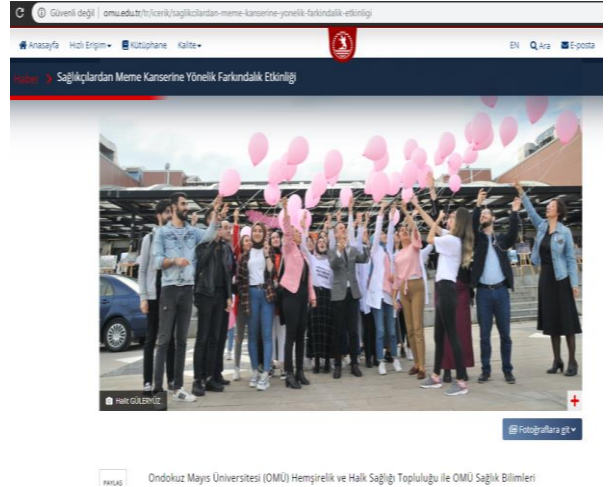 Güvenli değil | omu.edu.tr/tr/icerik/saglikcilardan-meme-kanserine-yonelik-farkindalik-etkinligi
Anasayfa Hızlı Erişim Kütüphane Kalite EN Ara E-posta
Haber > Sağlıkçılardan Meme Kanserine Yönelik Farkındalık Etkinliği
Halit GÜLERYÜZ
+
Fotoğraflara git
PAYLAŞ
Ondokuz Mayıs Üniversitesi (OMÜ) Hemşirelik ve Halk Sağlığı Topluluğu ile OMÜ Sağlık Bilimleri